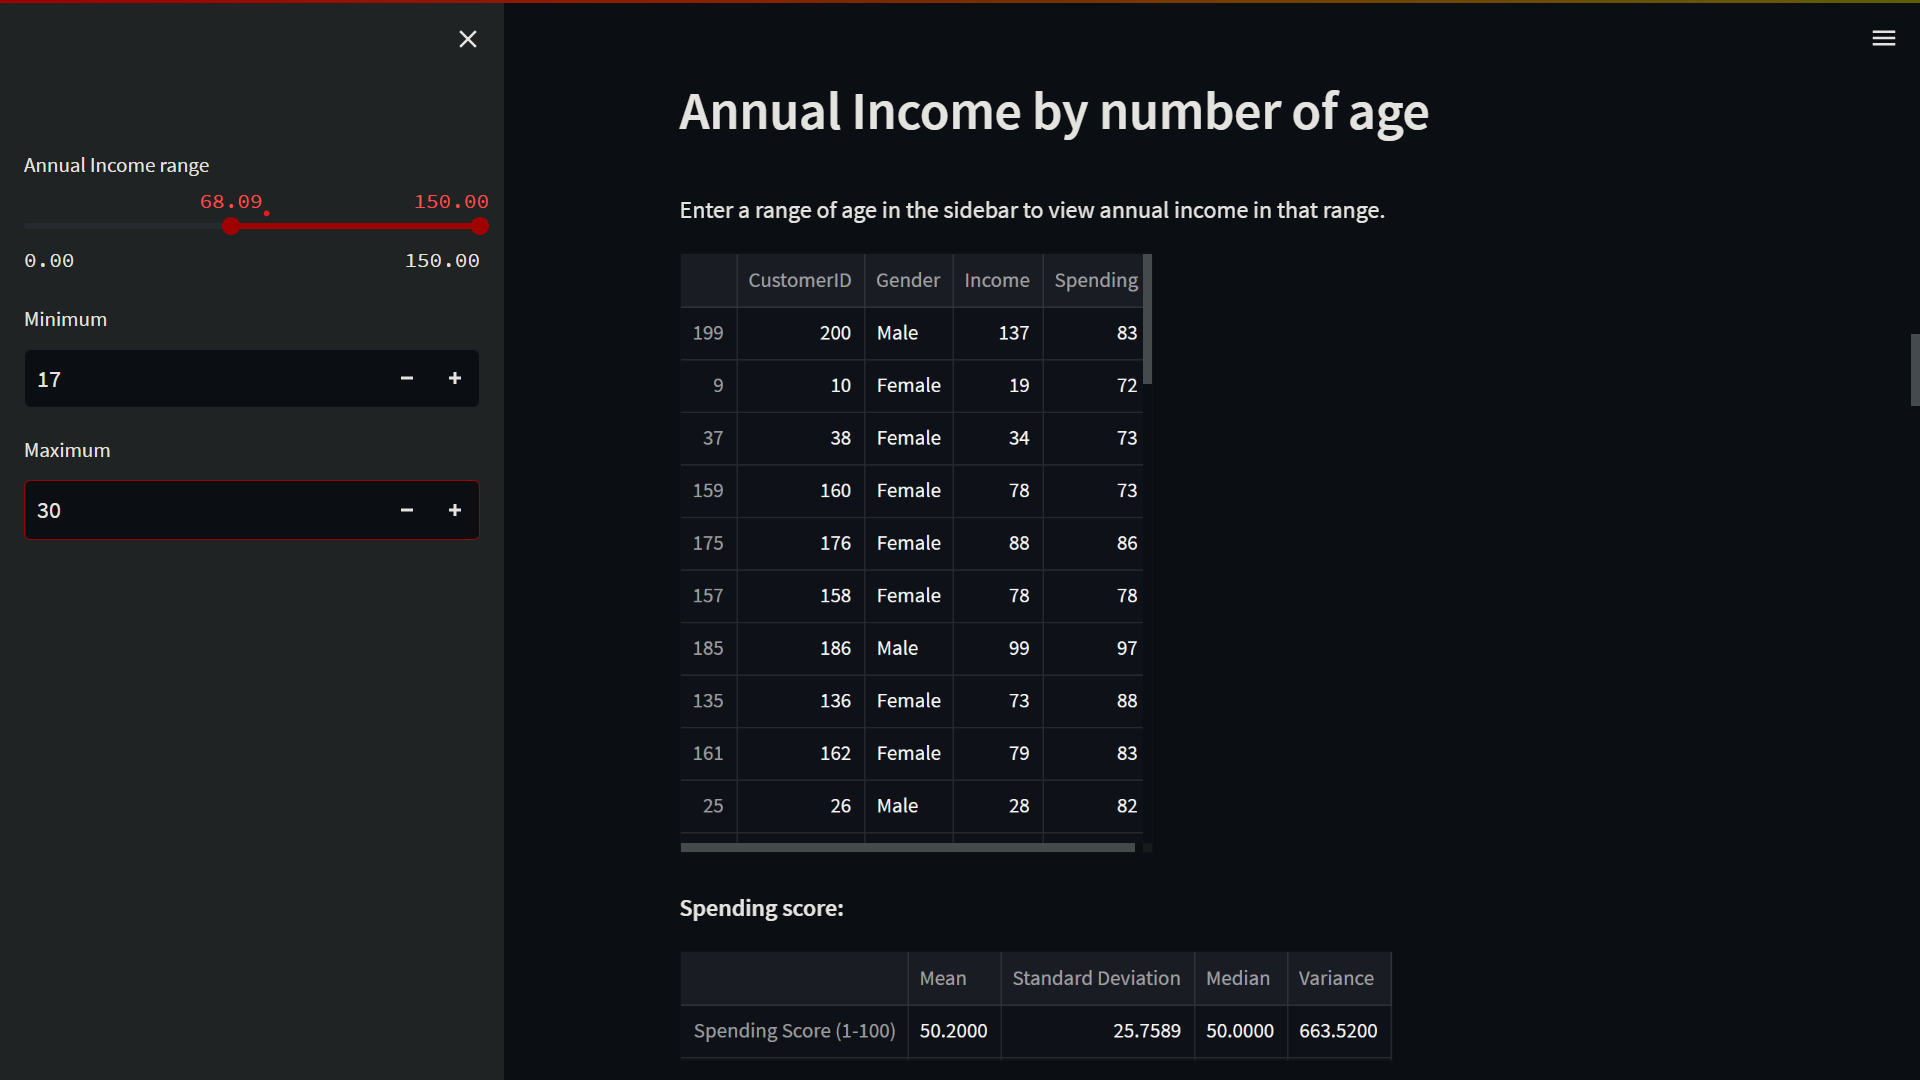 Annual Income range
68.09 150.00
0.00 150.00
Minimum
17
Maximum
30
Annual Income by number of age
Enter a range of age in the sidebar to view annual income in that range.
CustomerID Gender Income Spending
199 200 Male 137 83
9 10 Female 19 72
37 38 Female 34 73
159 160 Female 78 73
175 176 Female 88 86
157 158 Female 78 78
185 186 Male 99 97
135 136 Female 73 88
161 162 Female 79 83
25 26 Male 28 82
Spending score:
Mean Standard Deviation Median Variance
Spending Score (1-100) 50.2000 25.7589 50.0000 663.5200